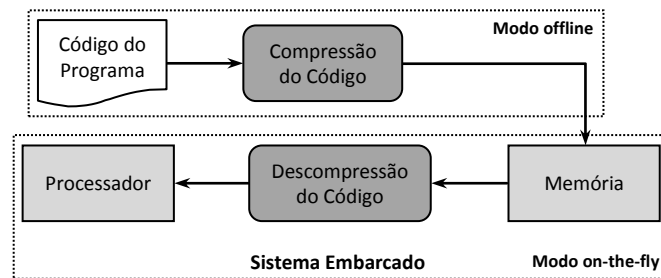 Código do
Programa
Compressão
do Código
Modo offline
Processador
Descompressão
do Código
Memória
Sistema Embarcado
Modo on-the-fly